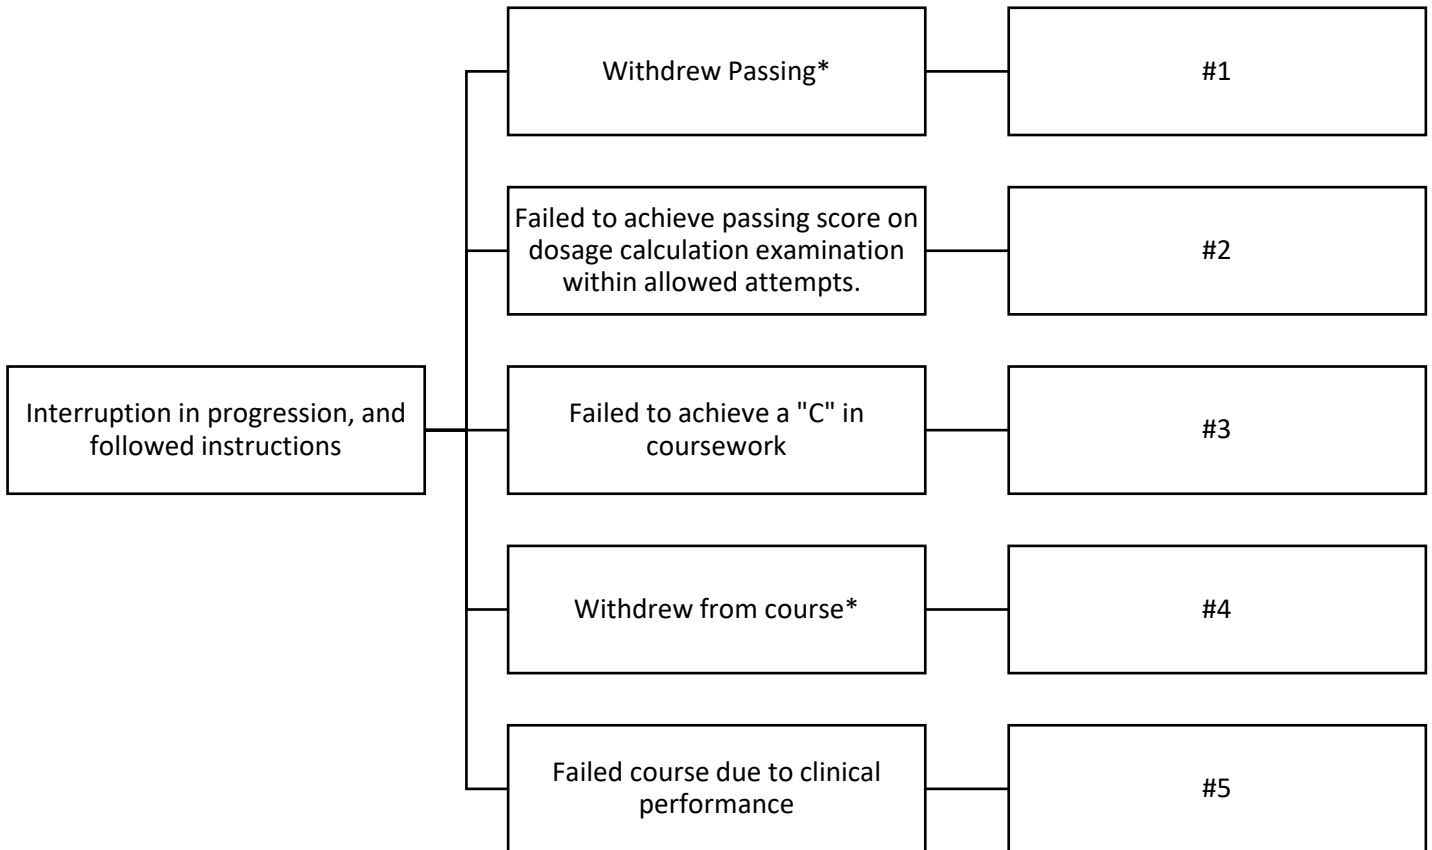 Withdrew Passing*
#1
Failed to achieve passing score on
dosage calculation examination
within allowed attempts.
#2
Interruption in progression, and
followed instructions
Failed to achieve a "C" in
coursework
#3
Withdrew from course*
#4
Failed course due to clinical
performance
#5